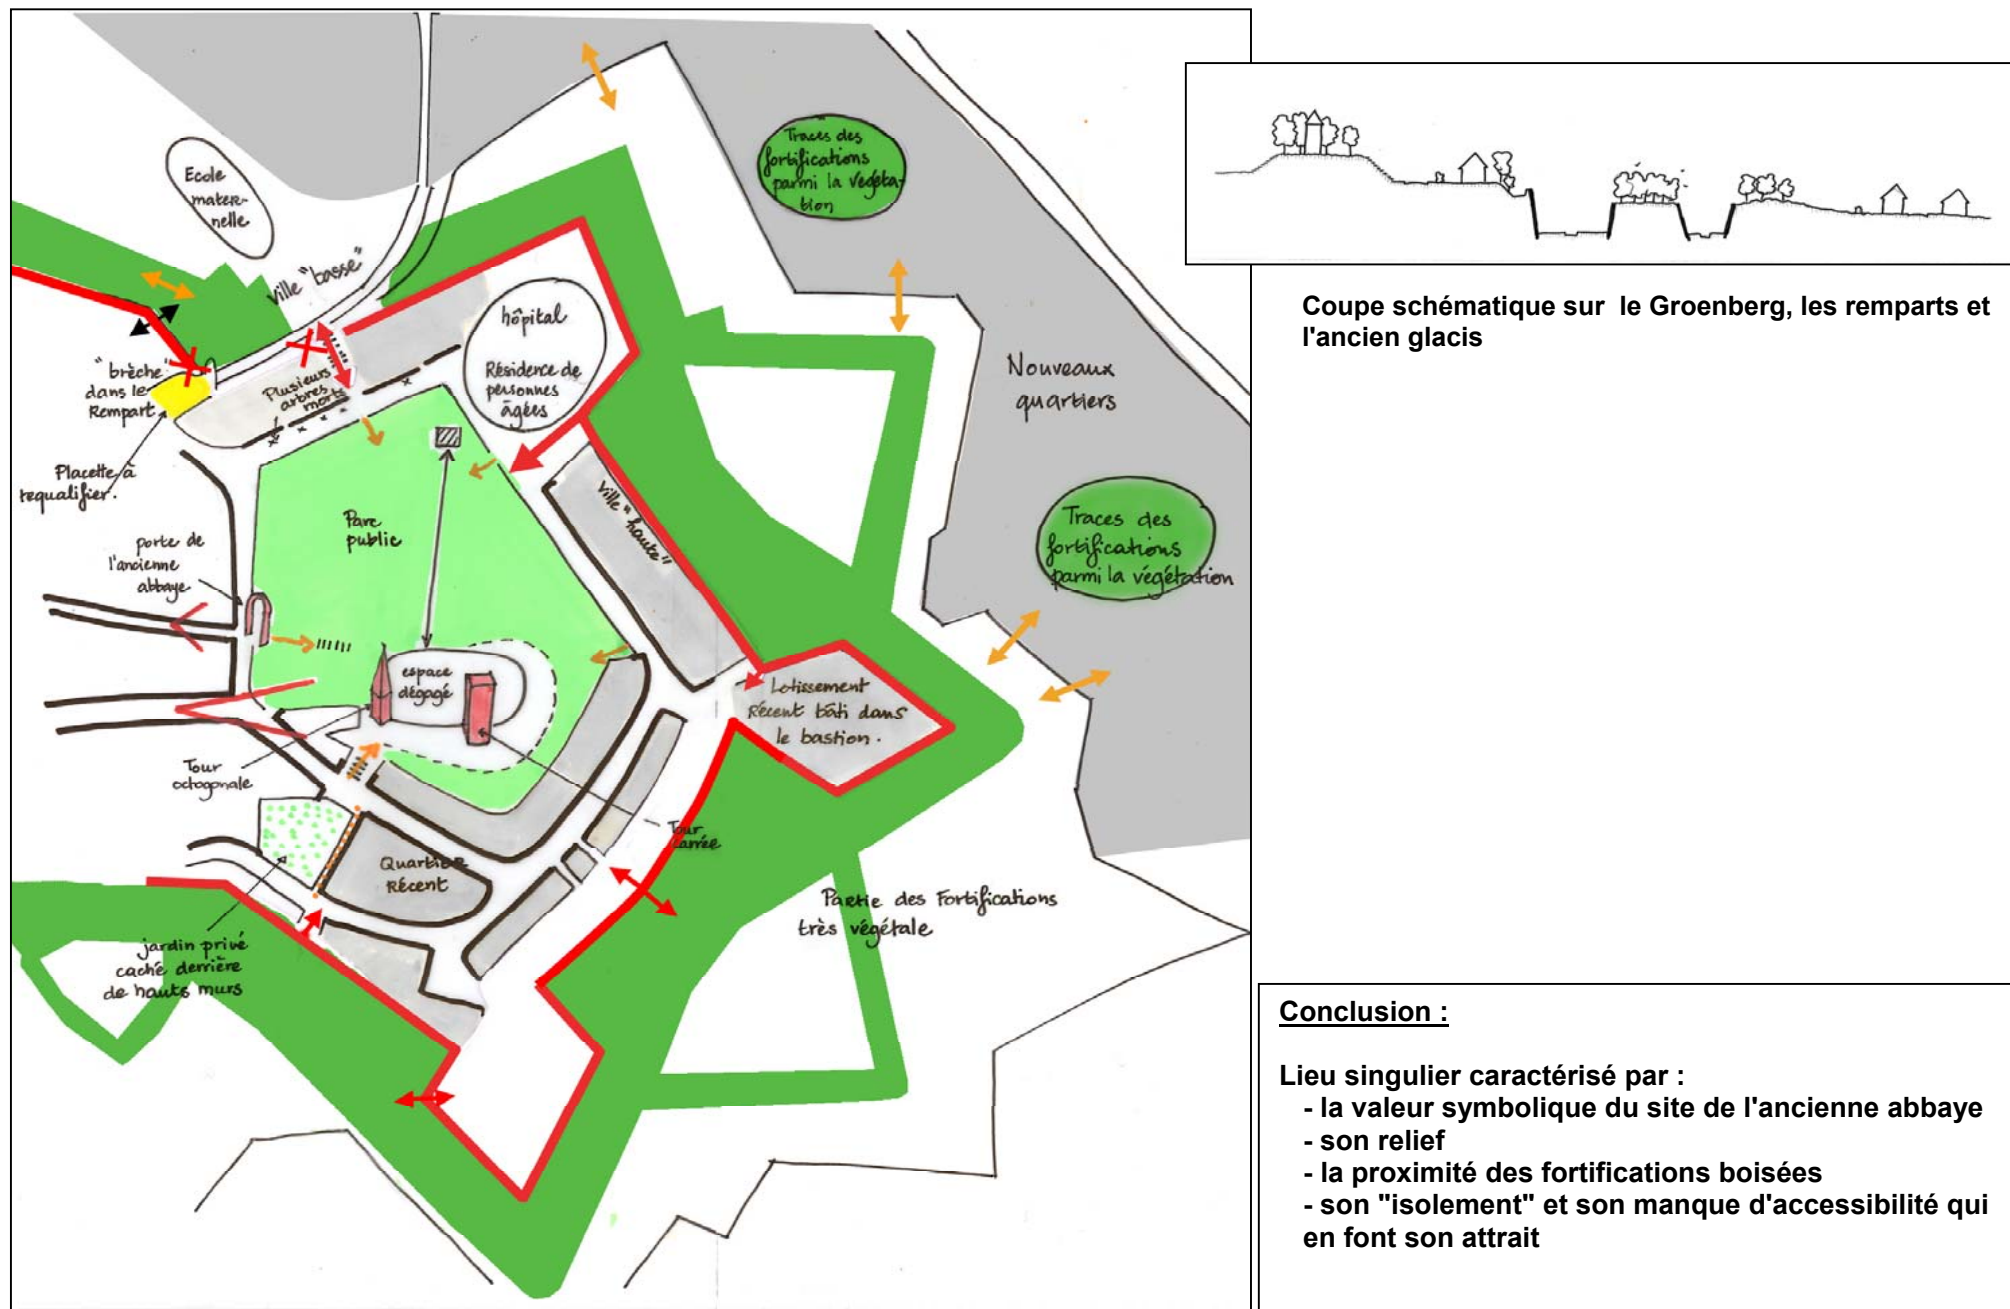 Traces des
fortifications
parmi la végéta-
tion
Ecole
mater-
nelle
Ville "basse"
hôpital
Résidence de
personnes
âgées
"brèche"
dans le
Rempart
Plusieurs
arbres
morts
Nouveaux
quartiers
Placette à
requalifier.
Ville "haute"
Parc
public
porte de
l'ancienne
abbaye
Traces des
fortifications
parmi la végétation
espace
dégagé
Lotissement
Récent bâti dans
le bastion.
Tour
octogonale
Tour
carrée
Quartier
Récent
Partie des Fortifications
très végétale
jardin privé
caché derrière
de hauts murs
Coupe schématique sur  le Groenberg, les remparts et
l'ancien glacis
Conclusion :
Lieu singulier caractérisé par :
- la valeur symbolique du site de l'ancienne abbaye
- son relief
- la proximité des fortifications boisées
- son "isolement" et son manque d'accessibilité qui
en font son attrait